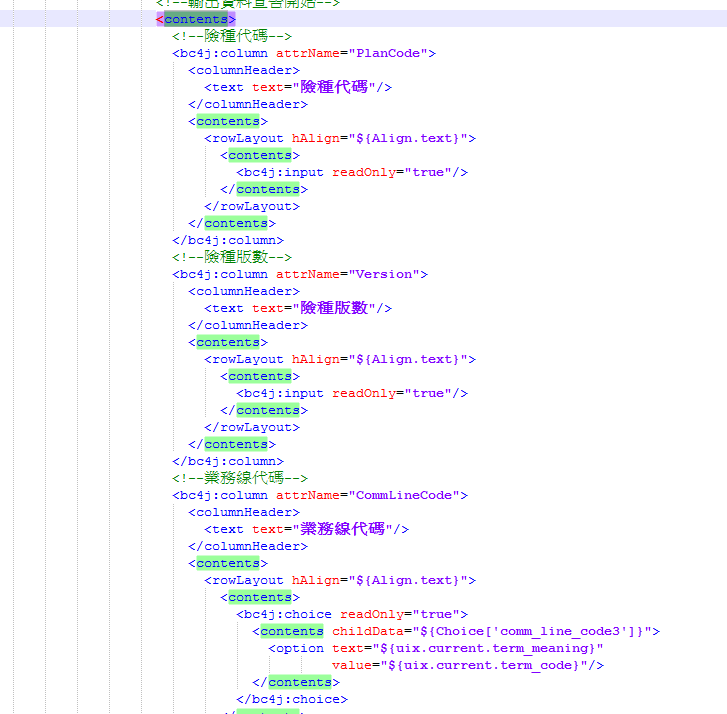 <!--輸出資料宣告開始-->
<contents>
<!--險種代碼-->
<bc4j:column attrName="PlanCode">
<columnHeader>
<text text="險種代碼"/>
</columnHeader>
<contents>
<rowLayout hAlign="${Align.text}">
<contents>
<bc4j:input readOnly="true"/>
</contents>
</rowLayout>
</contents>
</bc4j:column>
<!--險種版數-->
<bc4j:column attrName="Version">
<columnHeader>
<text text="險種版數"/>
</columnHeader>
<contents>
<rowLayout hAlign="${Align.text}">
<contents>
<bc4j:input readOnly="true"/>
</contents>
</rowLayout>
</contents>
</bc4j:column>
<!--業務線代碼-->
<bc4j:column attrName="CommLineCode">
<columnHeader>
<text text="業務線代碼"/>
</columnHeader>
<contents>
<rowLayout hAlign="${Align.text}">
<contents>
<bc4j:choice readOnly="true">
<contents childData="${Choice['comm_line_code3']}">
<option text="${uix.current.term_meaning}"
value="${uix.current.term_code}"/>
</contents>
</bc4j:choice>